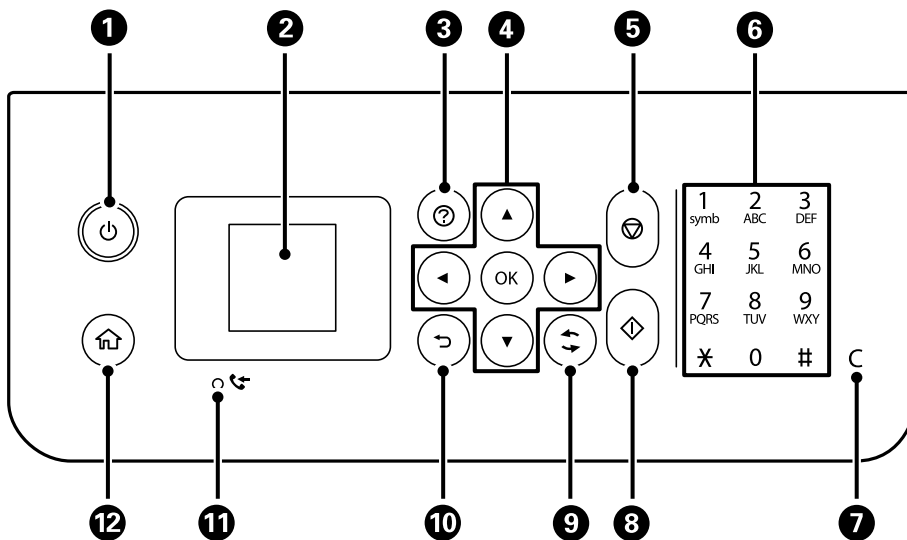 1 2 3 4 5 6
1 2 3
symb ABC DEF
4 5 6
GHI JKL MNO
7 8 9
PQRS TUV WXY
* 0 #
?
OK
C
12 11 10 9 8 7